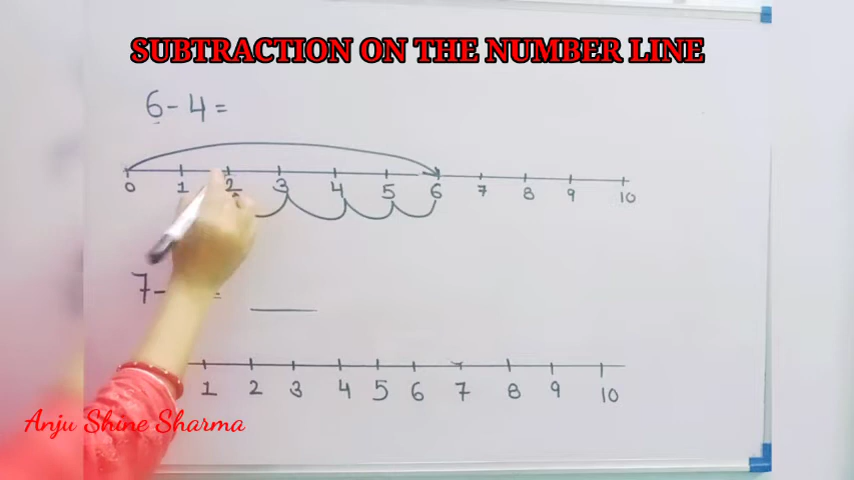 SUBTRACTION ON THE NUMBER LINE
6 - 4 =
0 1 2 3 4 5 6 7 8 9 10
7 - =
1 2 3 4 5 6 7 8 9 10
Anju Shine Sharma